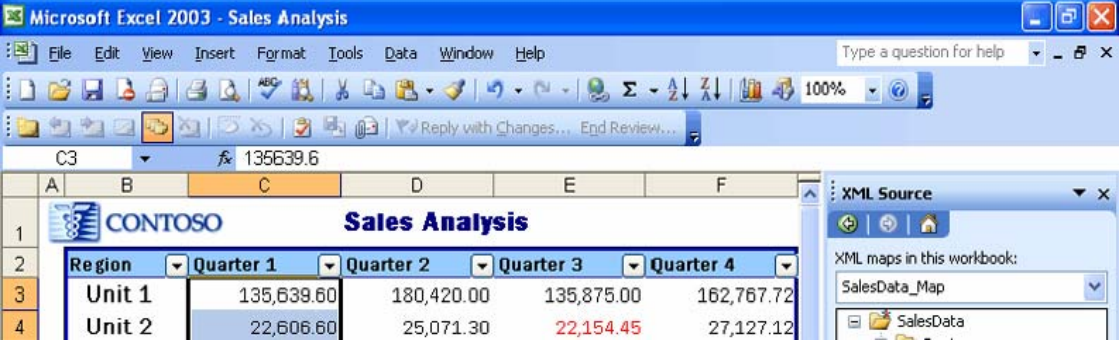 Microsoft Excel 2003 - Sales Analysis
File Edit View Insert Format Tools Data Window Help Type a question for help
100%
Reply with Changes... End Review...
C3 fx 135639.6
A B C D E F
XML Source
1 CONTOSO Sales Analysis
XML maps in this workbook:
2 Region Quarter 1 Quarter 2 Quarter 3 Quarter 4
SalesData_Map
3 Unit 1 135,639.60 180,420.00 135,875.00 162,767.72
4 Unit 2 22,606.60 25,071.30 22,154.45 27,127.12
SalesData